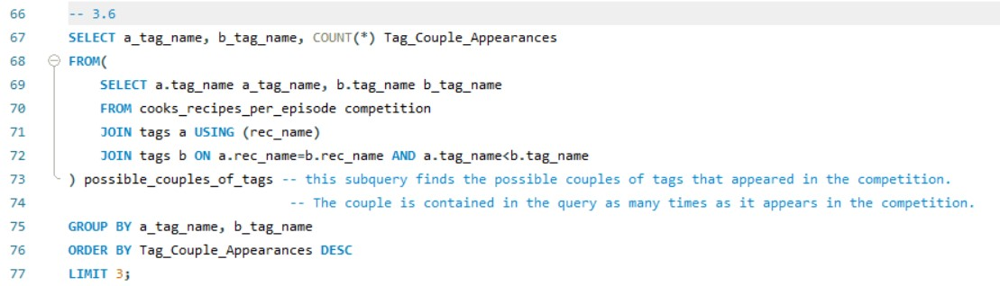 66 -- 3.6
67 SELECT a_tag_name, b_tag_name, COUNT(*) Tag_Couple_Appearances
68 FROM(
69 SELECT a.tag_name a_tag_name, b.tag_name b_tag_name
70 FROM cooks_recipes_per_episode competition
71 JOIN tags a USING (rec_name)
72 JOIN tags b ON a.rec_name=b.rec_name AND a.tag_name<b.tag_name
73 ) possible_couples_of_tags -- this subquery finds the possible couples of tags that appeared in the competition.
74 -- The couple is contained in the query as many times as it appears in the competition.
75 GROUP BY a_tag_name, b_tag_name
76 ORDER BY Tag_Couple_Appearances DESC
77 LIMIT 3;